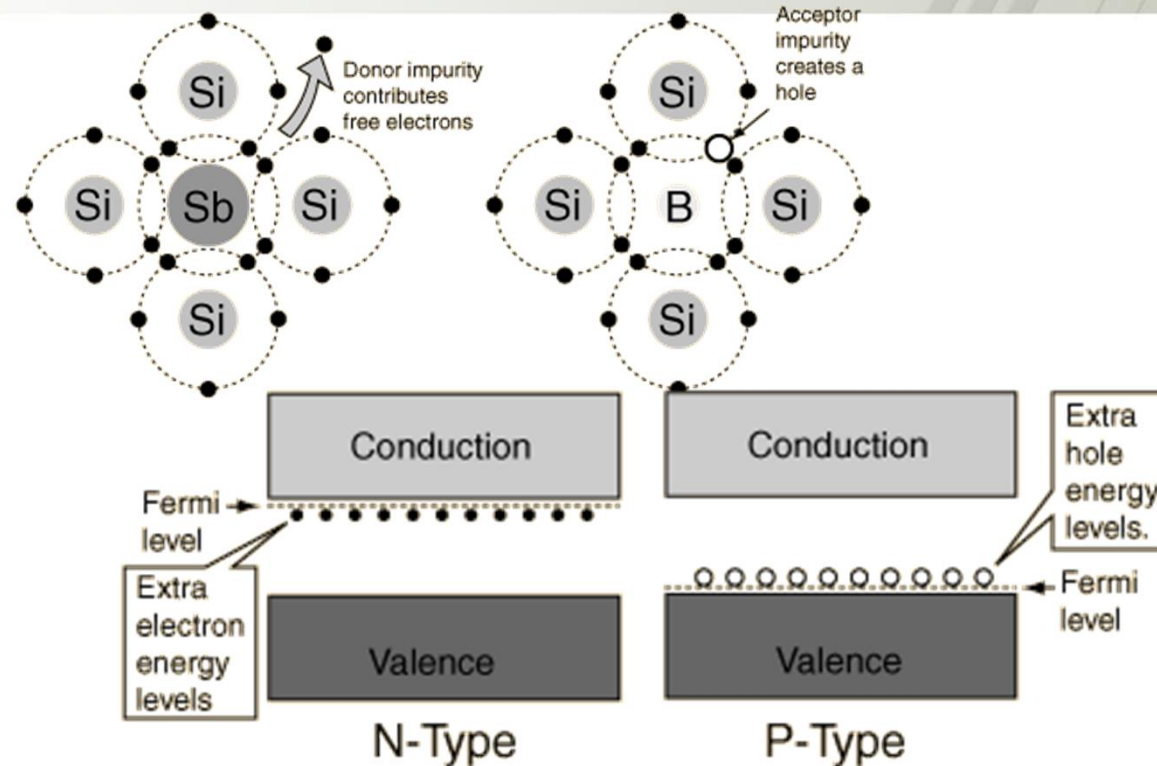 Si
Donor impurity
contributes
free electrons
Si
Sb
Si
Si
Acceptor
impurity
creates a
hole
Si
Si
B
Si
Si
Conduction
Fermi
level
Extra
electron
energy
levels
Valence
N-Type
Conduction
Extra
hole
energy
levels.
Fermi
level
Valence
P-Type